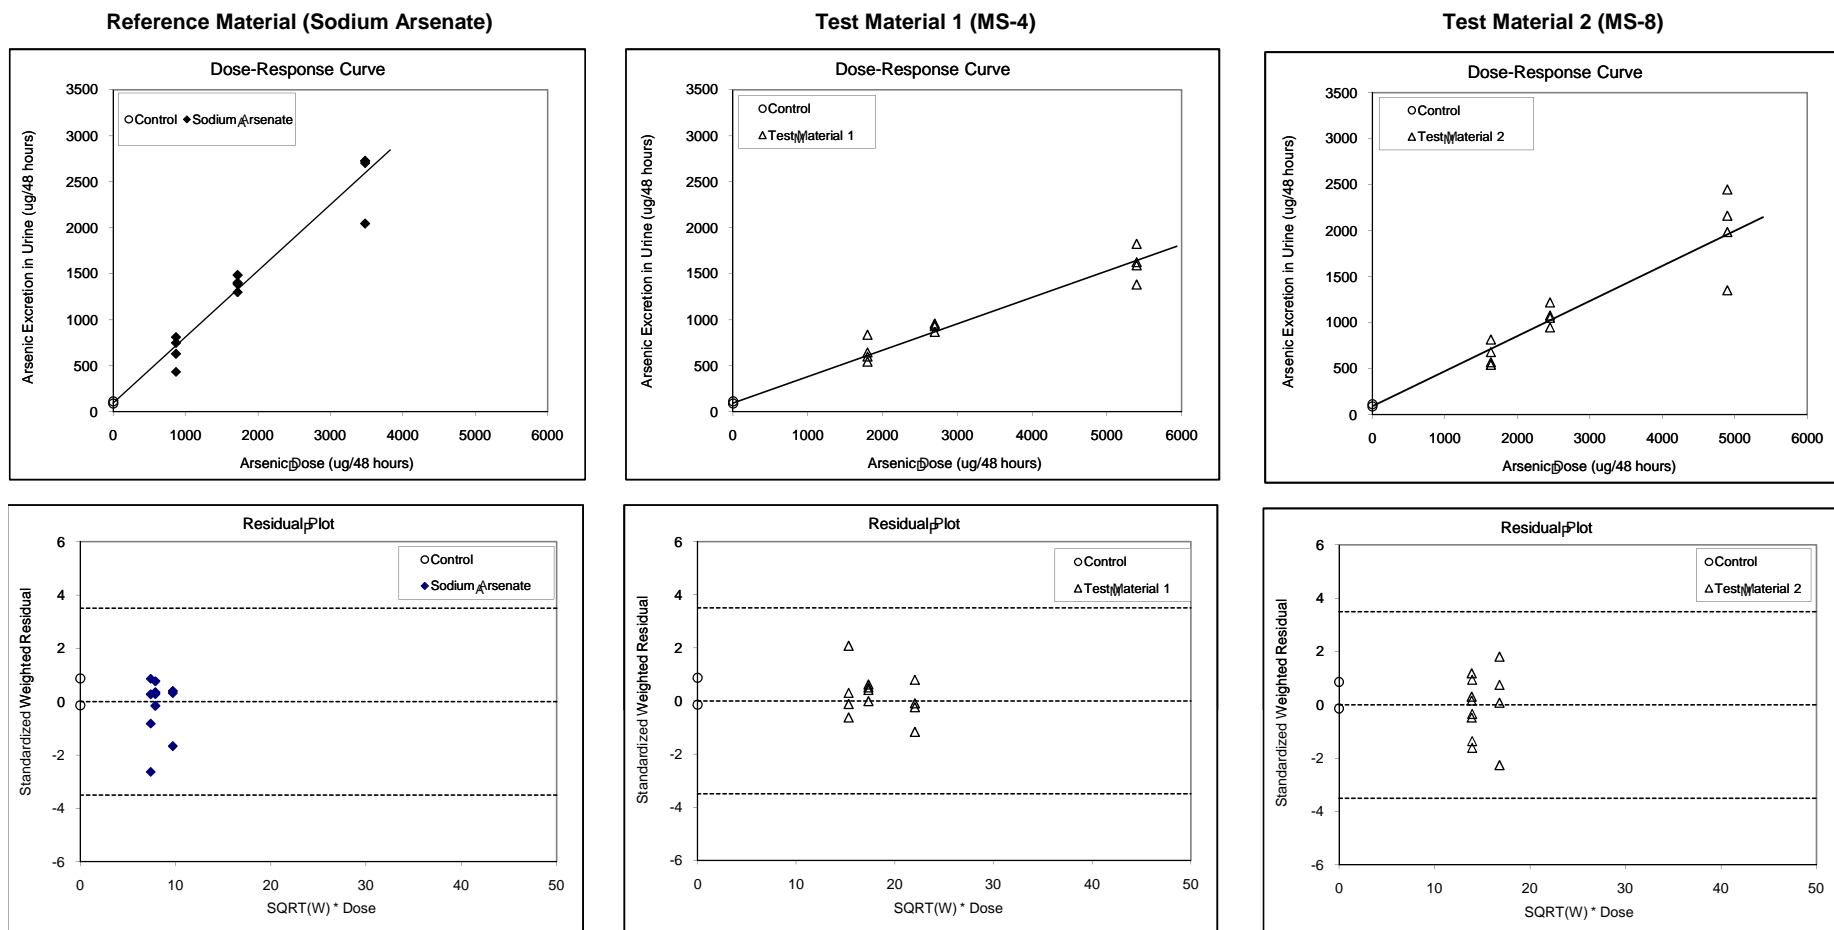 Reference Material (Sodium Arsenate)
Dose-Response Curve
3500
3000
2500
2000
1500
1000
500
0
Control Sodium Arsenate
0 1000 2000 3000 4000 5000 6000
Arsenic Excretion in Urine (ug/48 hours)
Arsenic Dose (ug/48 hours)
Test Material 1 (MS-4)
Dose-Response Curve
3500
3000
2500
2000
1500
1000
500
0
Control
Test Material 1
0 1000 2000 3000 4000 5000 6000
Arsenic Excretion in Urine (ug/48 hours)
Arsenic Dose (ug/48 hours)
Test Material 2 (MS-8)
Dose-Response Curve
3500
3000
2500
2000
1500
1000
500
0
Control
Test Material 2
0 1000 2000 3000 4000 5000 6000
Arsenic Excretion in Urine (ug/48 hours)
Arsenic Dose (ug/48 hours)
Residual Plot
6
4
2
0
-2
-4
-6
Control
Sodium Arsenate
0 10 20 30 40 50
Standardized Weighted Residual
SQRT(W) * Dose
Residual Plot
6
4
2
0
-2
-4
-6
Control
Test Material 1
0 10 20 30 40 50
Standardized Weighted Residual
SQRT(W) * Dose
Residual Plot
6
4
2
0
-2
-4
-6
Control
Test Material 2
0 10 20 30 40 50
Standardized Weighted Residual
SQRT(W) * Dose